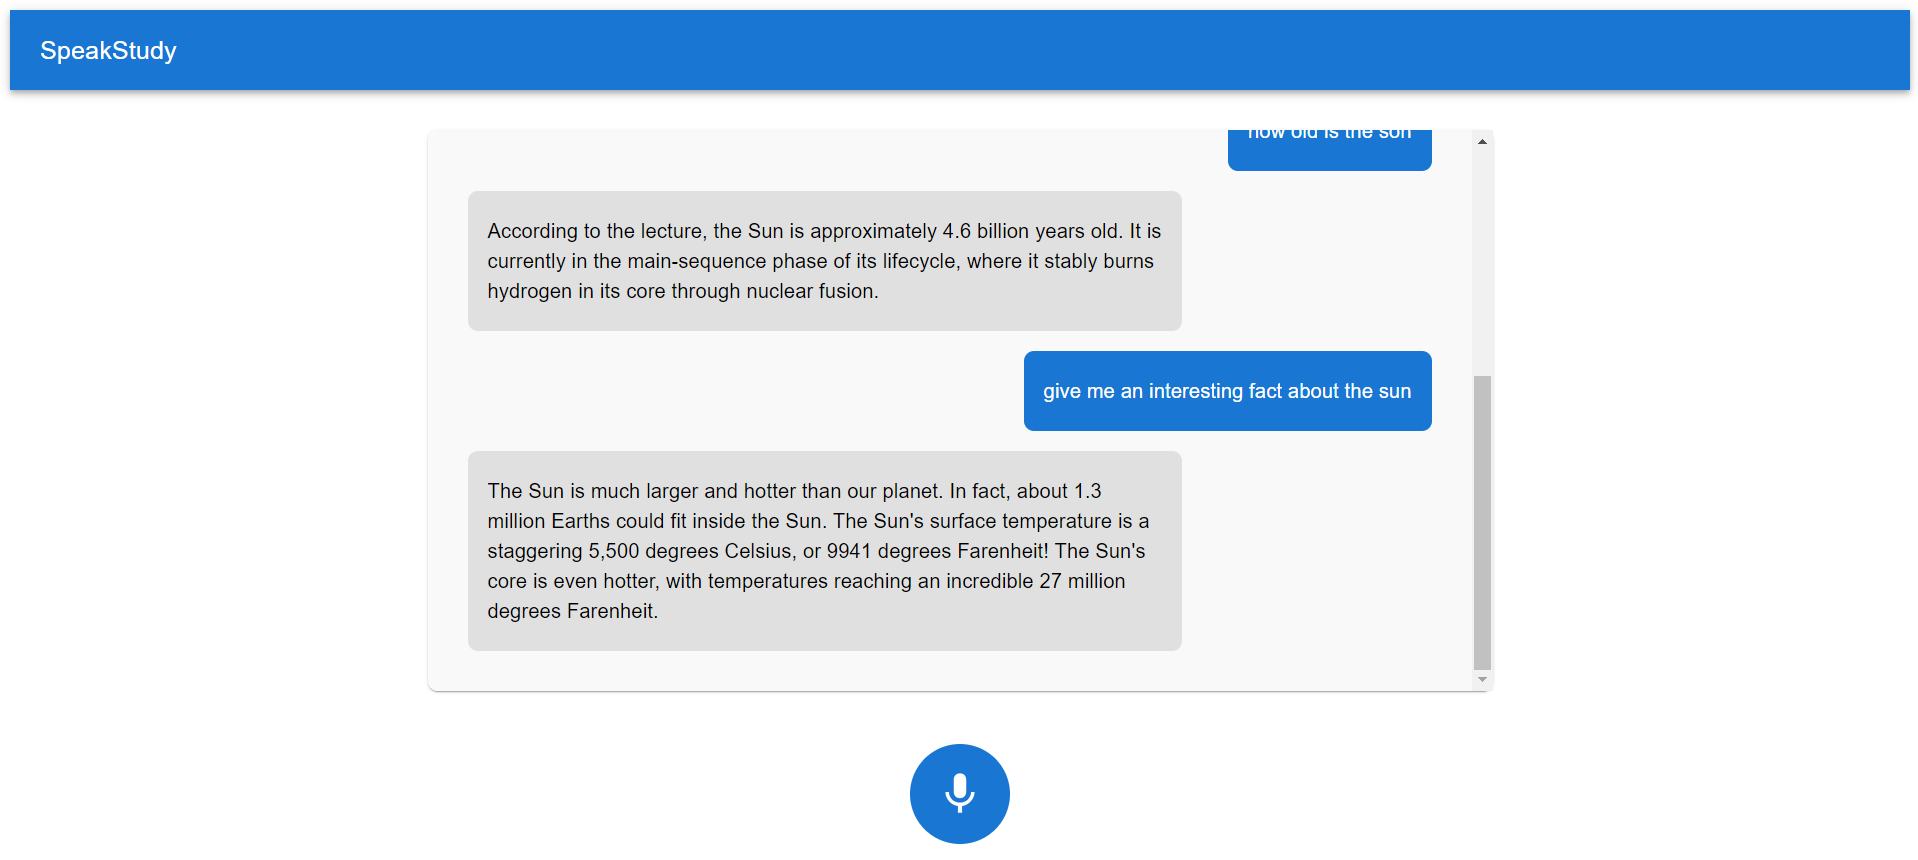 SpeakStudy
how old is the son
According to the lecture, the Sun is approximately 4.6 billion years old. It is
currently in the main-sequence phase of its lifecycle, where it stably burns
hydrogen in its core through nuclear fusion.
give me an interesting fact about the sun
The Sun is much larger and hotter than our planet. In fact, about 1.3
million Earths could fit inside the Sun. The Sun's surface temperature is a
staggering 5,500 degrees Celsius, or 9941 degrees Farenheit! The Sun's
core is even hotter, with temperatures reaching an incredible 27 million
degrees Farenheit.